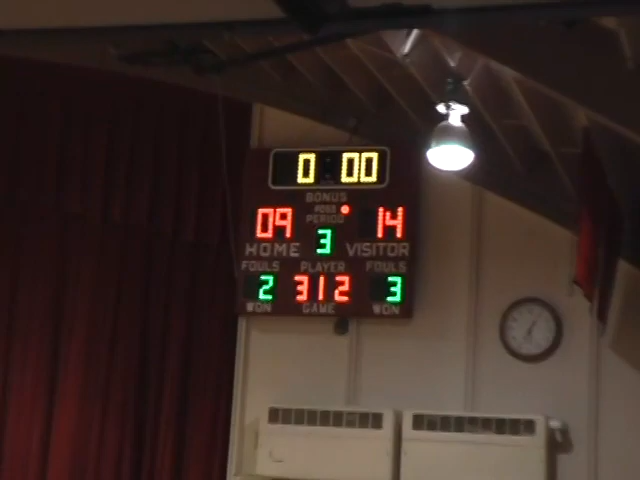 0 00
BONUS
POSS
09 PERIOD 14
HOME 3 VISITOR
FOULS PLAYER FOULS
2 312 3
WON GAME WON